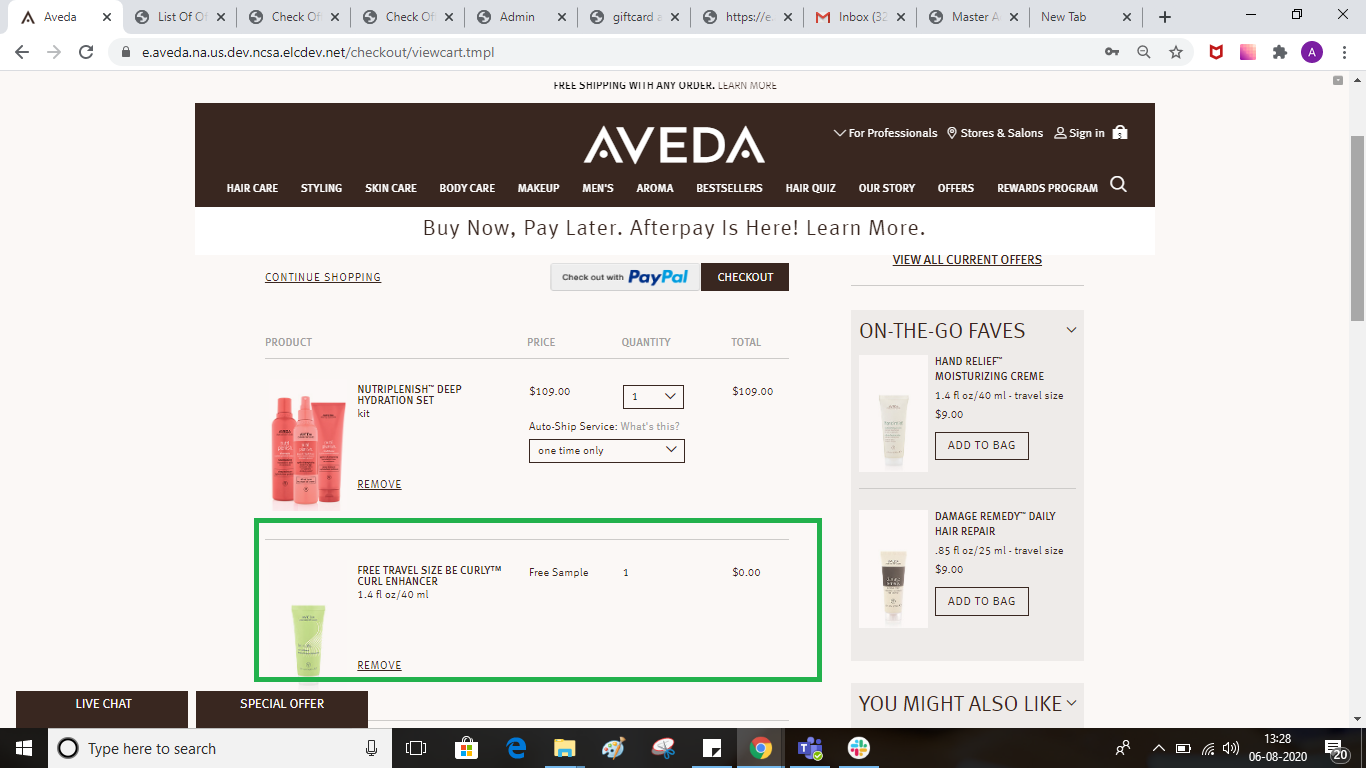 Aveda
List Of Of
Check Of
Check Of
Admin
giftcard a
https://e.
Inbox (32
Master A
New Tab
e.aveda.na.us.dev.ncsa.elcdev.net/checkout/viewcart.tmpl
A
FREE SHIPPING WITH ANY ORDER. LEARN MORE
AVEDA
For Professionals
Stores & Salons
Sign in
3
HAIR CARE
STYLING
SKIN CARE
BODY CARE
MAKEUP
MEN'S
AROMA
BESTSELLERS
HAIR QUIZ
OUR STORY
OFFERS
REWARDS PROGRAM
Buy Now, Pay Later. Afterpay Is Here! Learn More.
VIEW ALL CURRENT OFFERS
CONTINUE SHOPPING
Check out with PayPal
CHECKOUT
PRODUCT
PRICE
QUANTITY
TOTAL
NUTRIPLENISH™ DEEP
HYDRATION SET
kit
$109.00
1
$109.00
Auto-Ship Service: What's this?
one time only
REMOVE
FREE TRAVEL SIZE BE CURLY™
CURL ENHANCER
1.4 fl oz/40 ml
Free Sample
1
$0.00
REMOVE
ON-THE-GO FAVES
HAND RELIEF™
MOISTURIZING CREME
1.4 fl oz/40 ml - travel size
$9.00
ADD TO BAG
DAMAGE REMEDY™ DAILY
HAIR REPAIR
.85 fl oz/25 ml - travel size
$9.00
ADD TO BAG
YOU MIGHT ALSO LIKE
LIVE CHAT
SPECIAL OFFER
Type here to search
13:28
06-08-2020
20